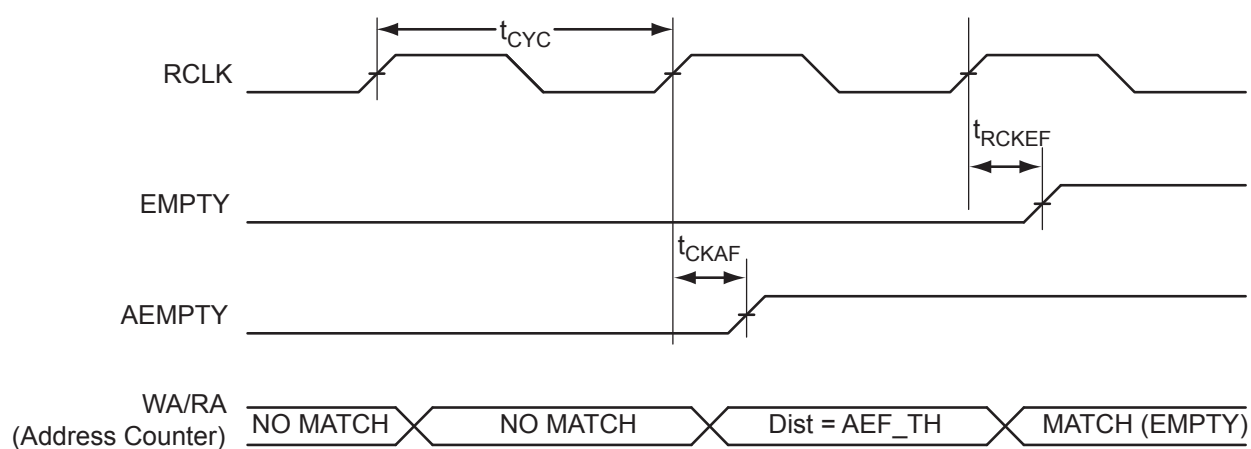 tCYC
RCLK
tRCKEF
EMPTY
tCKAF
AEMPTY
WA/RA
(Address Counter)
NO MATCH
NO MATCH
Dist = AEF_TH
MATCH (EMPTY)